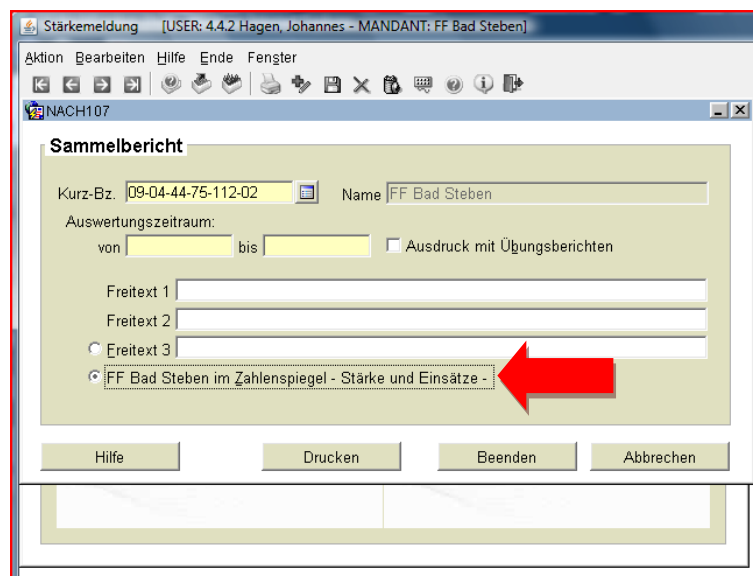 Stärkemeldung [USER: 4.4.2 Hagen, Johannes - MANDANT: FF Bad Steben]
Aktion Bearbeiten Hilfe Ende Fenster
NACH107
Sammelbericht
Kurz-Bz. 09-04-44-75-112-02 Name FF Bad Steben
Auswertungszeitraum:
von bis Ausdruck mit Übungsberichten
Freitext 1
Freitext 2
Freitext 3
FF Bad Steben im Zahlenspiegel - Stärke und Einsätze -
Hilfe Drucken Beenden Abbrechen